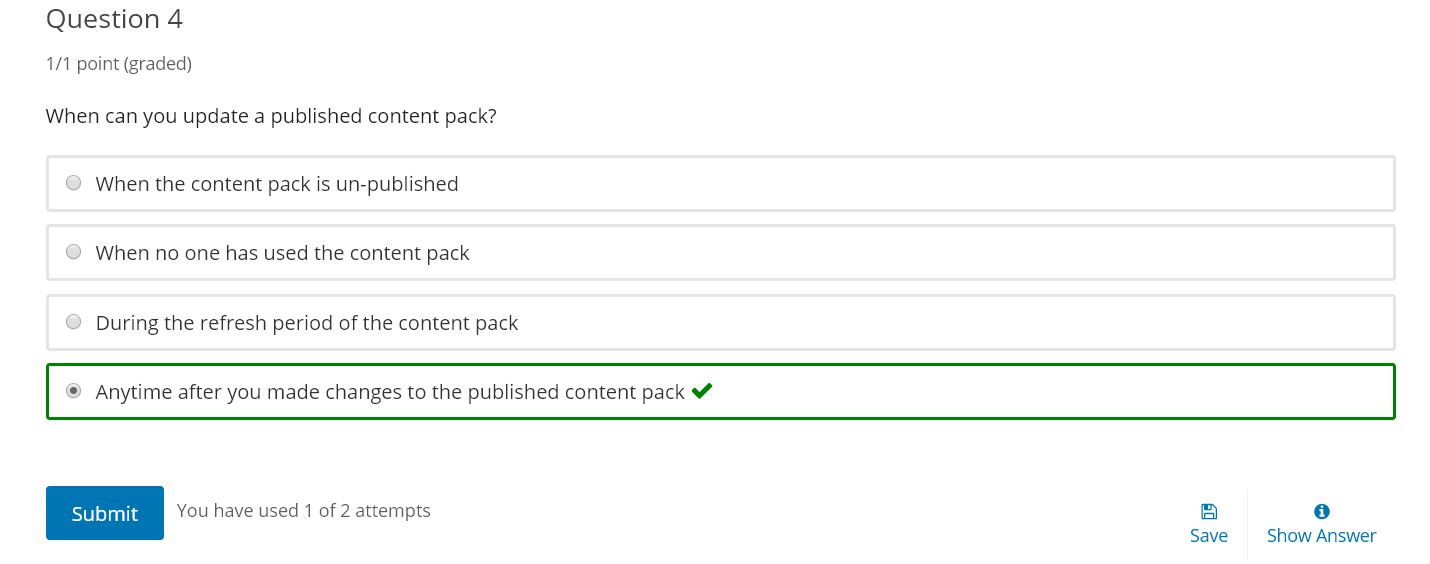 Question 4
1/1 point (graded)
When can you update a published content pack?
When the content pack is un-published
When no one has used the content pack
During the refresh period of the content pack
Anytime after you made changes to the published content pack
Submit
You have used 1 of 2 attempts
Save
Show Answer